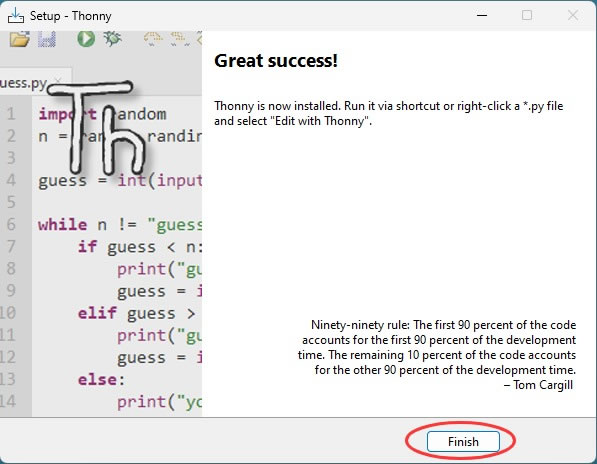 Setup - Thonny
Great success!
Thonny is now installed. Run it via shortcut or right-click a *.py file
and select "Edit with Thonny".
uess.py
1 import random
2 n = ran randin
3
4 guess = int(input
5
6 while n != "guess
7 if guess < n:
8 print("gu
9 guess = i
10 elif guess >
11 print("gu
12 guess = i
13 else:
14 print("yo
Th
Ninety-ninety rule: The first 90 percent of the code
accounts for the first 90 percent of the development
time. The remaining 10 percent of the code accounts
for the other 90 percent of the development time.
– Tom Cargill
Finish